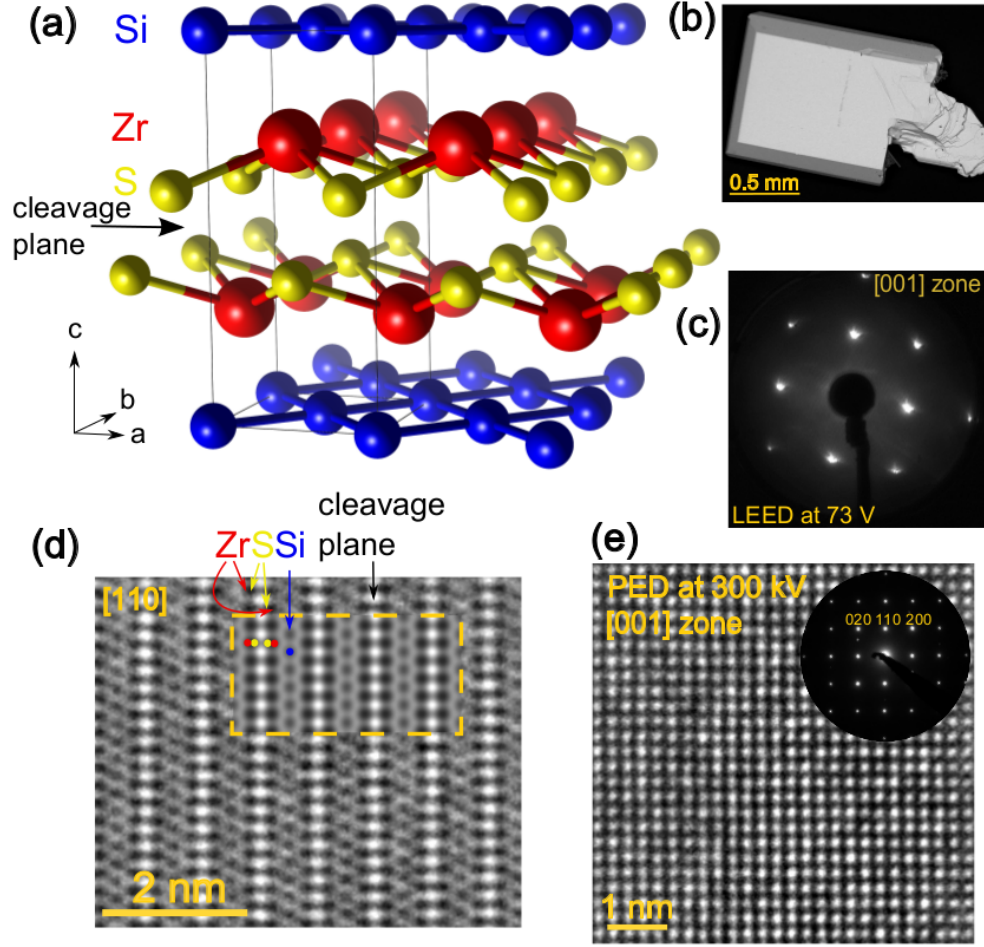 (a)
Si
Zr
S
cleavage
plane
c
b
a
(b)
0.5 mm
(c)
[001] zone
LEED at 73 V
(d)
ZrSSi
cleavage
plane
[110]
2 nm
(e)
PED at 300 kV
[001] zone
020 110 200
1 nm